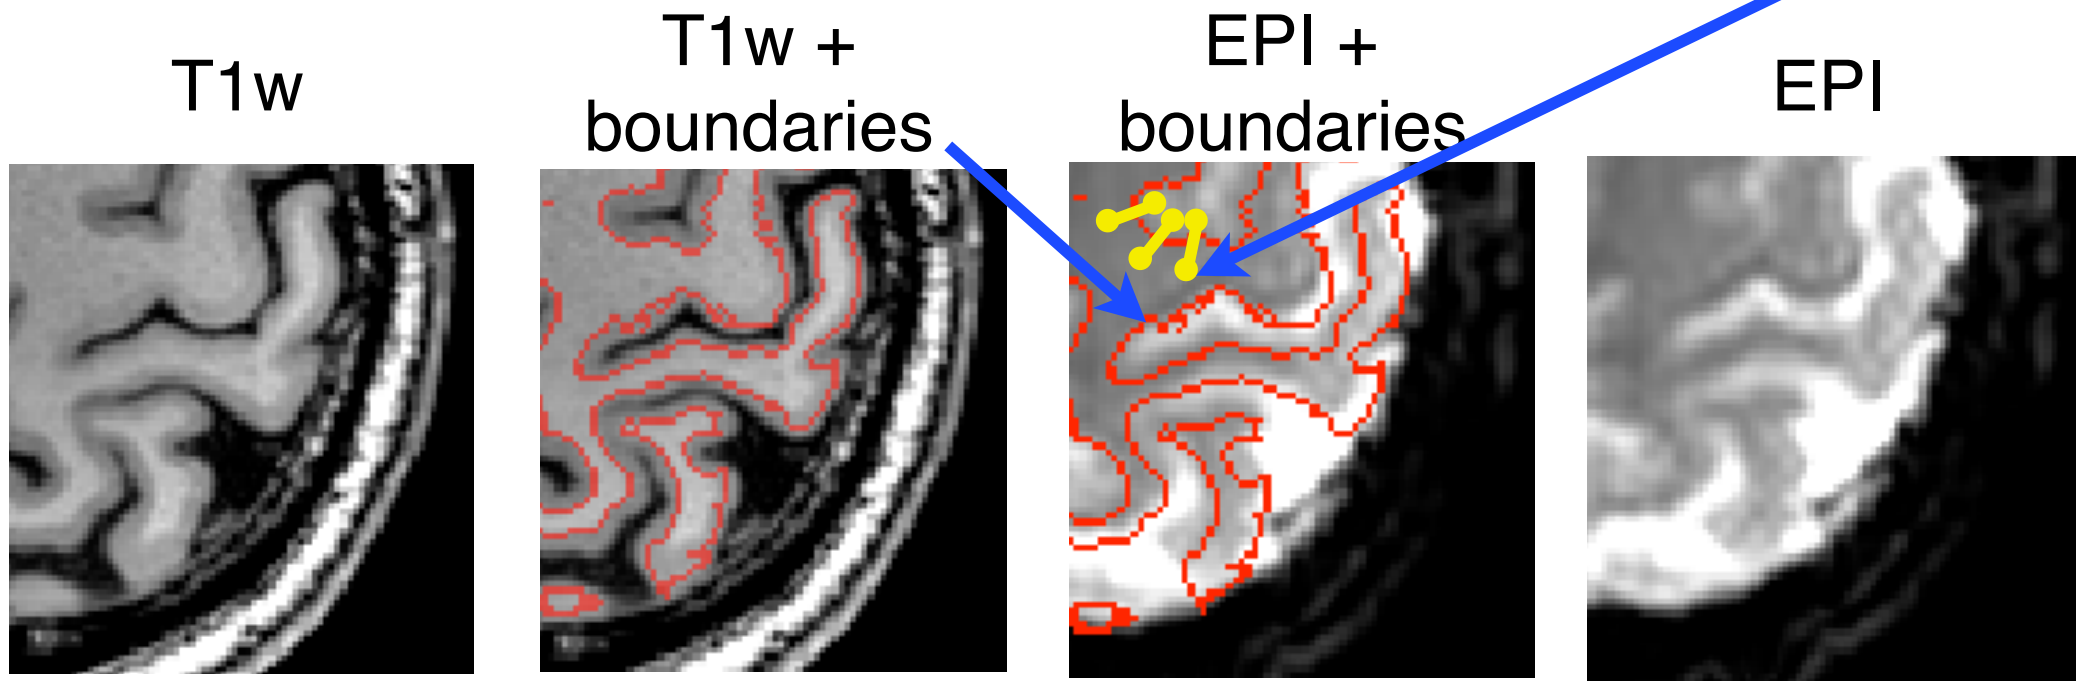 T1w
T1w +
boundaries
EPI +
boundaries
EPI